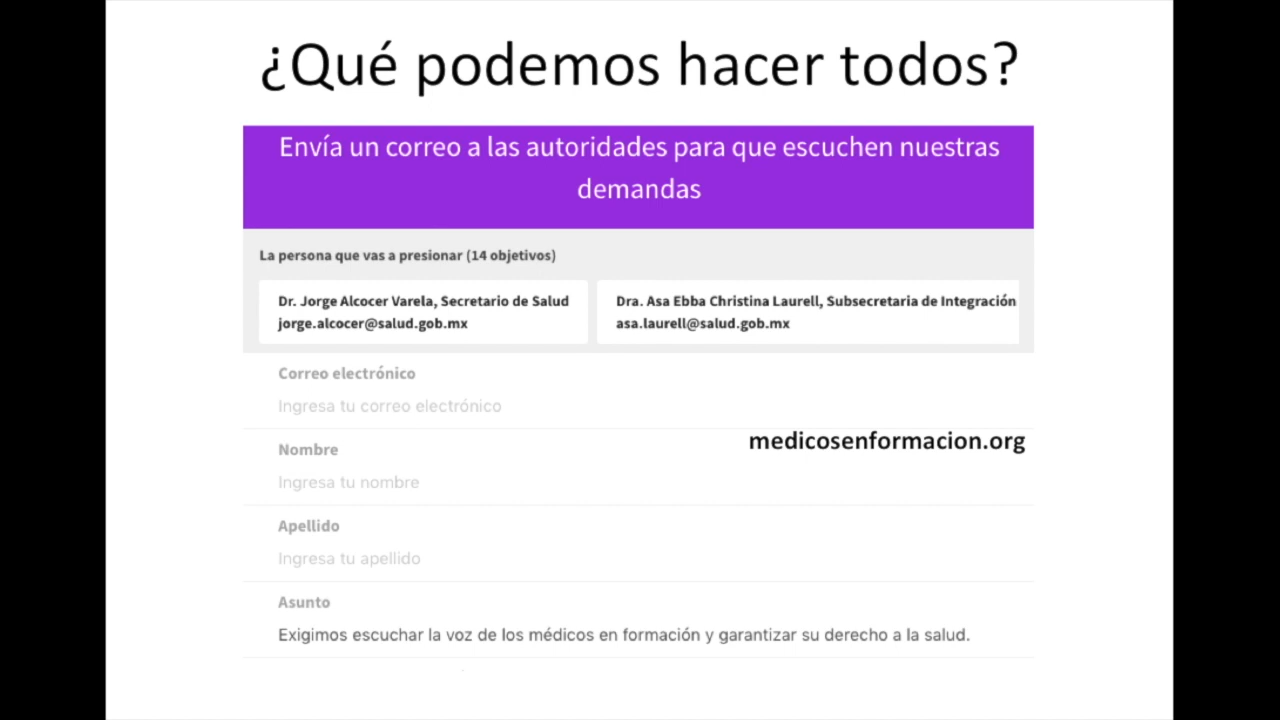 ¿Qué podemos hacer todos?
Envía un correo a las autoridades para que escuchen nuestras
demandas
La persona que vas a presionar (14 objetivos)
Dr. Jorge Alcocer Varela, Secretario de Salud
jorge.alcocer@salud.gob.mx
Dra. Asa Ebba Christina Laurell, Subsecretaria de Integración
asa.laurell@salud.gob.mx
Correo electrónico
Ingresa tu correo electrónico
medicosenformacion.org
Nombre
Ingresa tu nombre
Apellido
Ingresa tu apellido
Asunto
Exigimos escuchar la voz de los médicos en formación y garantizar su derecho a la salud.